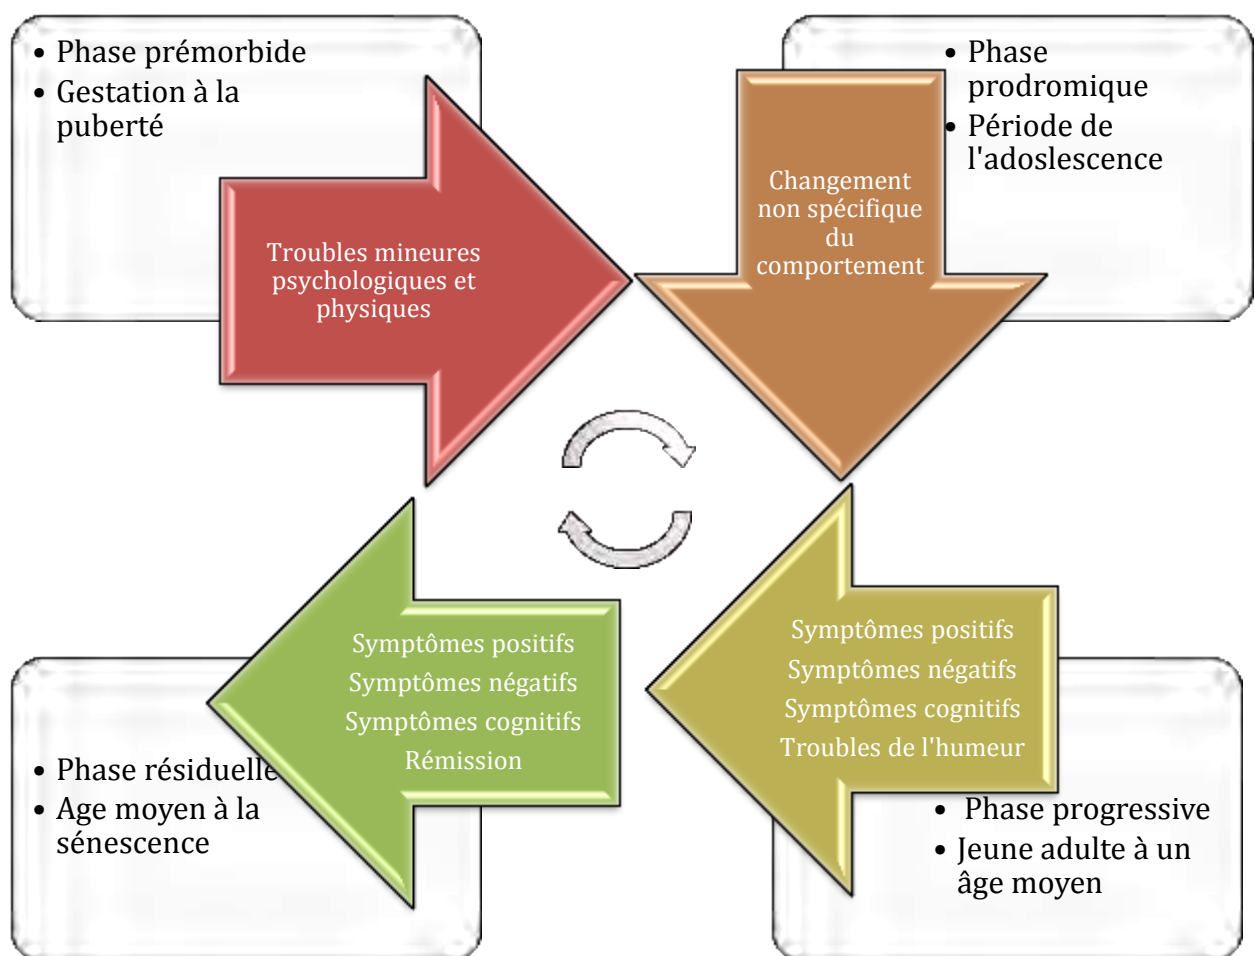 • Phase prémorbide
• Gestation à la
puberté
Troubles mineures
psychologiques et
physiques
• Phase
prodromique
• Période de
l'adoslescence
Changement
non spécifique
du
comportement
Symptômes positifs
Symptômes négatifs
Symptômes cognitifs
Troubles de l'humeur
• Phase progressive
• Jeune adulte à un
âge moyen
Symptômes positifs
Symptômes négatifs
Symptômes cognitifs
Rémission
• Phase résiduelle
• Age moyen à la
sénescence